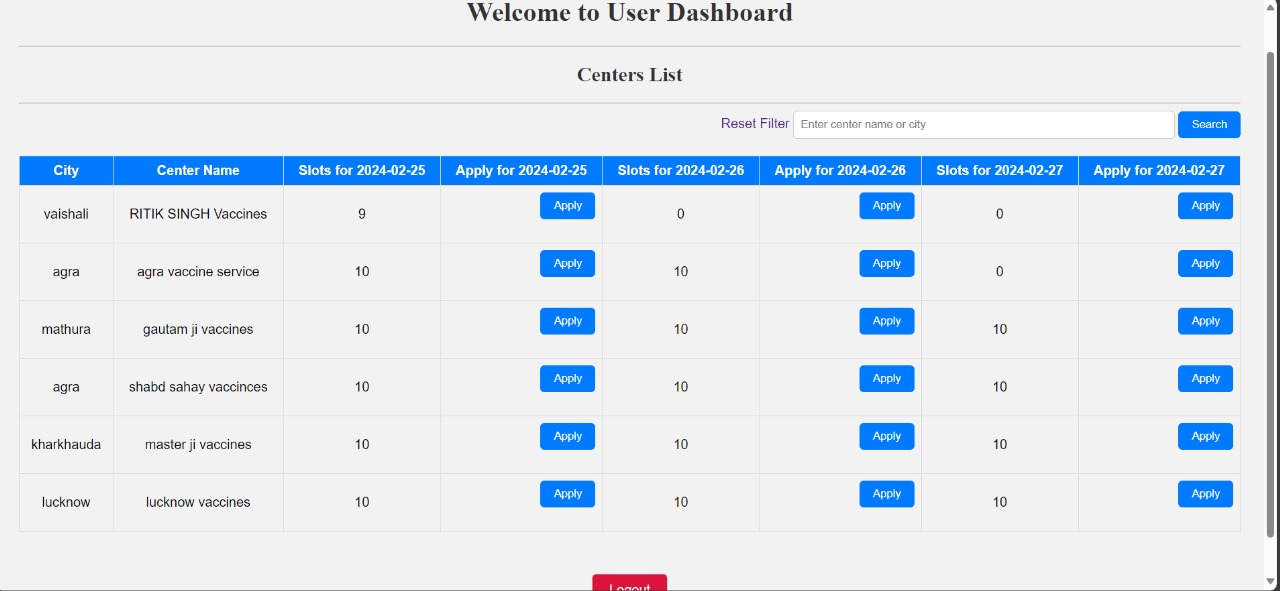 Welcome to User Dashboard
Centers List
Reset Filter Enter center name or city Search
City Center Name Slots for 2024-02-25 Apply for 2024-02-25 Slots for 2024-02-26 Apply for 2024-02-26 Slots for 2024-02-27 Apply for 2024-02-27
vaishali RITIK SINGH Vaccines 9 Apply 0 Apply 0 Apply
agra agra vaccine service 10 Apply 10 Apply 0 Apply
mathura gautam ji vaccines 10 Apply 10 Apply 10 Apply
agra shabd sahay vaccinces 10 Apply 10 Apply 10 Apply
kharkhauda master ji vaccines 10 Apply 10 Apply 10 Apply
lucknow lucknow vaccines 10 Apply 10 Apply 10 Apply
Logout